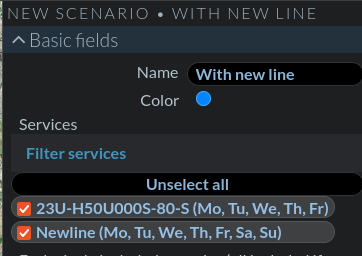 NEW SCENARIO • WITH NEW LINE
Basic fields
Name With new line
Color
Services
Filter services
Unselect all
23U-H50U000S-80-S (Mo, Tu, We, Th, Fr)
Newline (Mo, Tu, We, Th, Fr, Sa, Su)